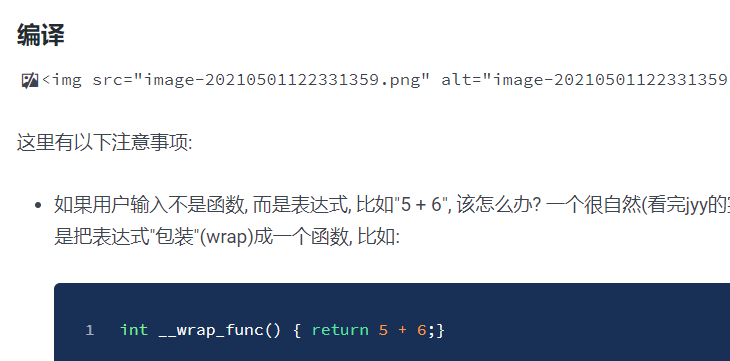 编译
<img src="image-20210501122331359.png" alt="image-20210501122331359
这里有以下注意事项:
如果用户输入不是函数, 而是表达式, 比如"5 + 6", 该怎么办? 一个很自然(看完jyy的
是把表达式"包装"(wrap)成一个函数, 比如:
1 int __wrap_func() { return 5 + 6;}